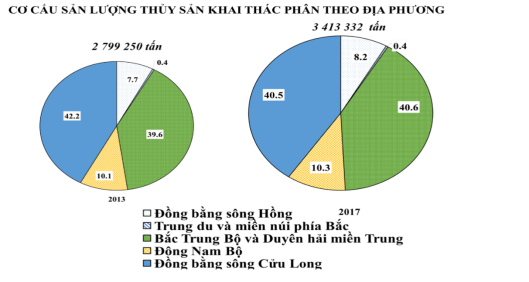 CƠ CẤU SẢN LƯỢNG THỦY SẢN KHAI THÁC PHÂN THEO ĐỊA PHƯƠNG
2 799 250 tấn
3 413 332 tấn
7.7
0.4
42.2
39.6
10.1
2013
8.2
0.4
40.5
40.6
10.3
2017
Đồng bằng sông Hồng
Trung du và miền núi phía Bắc
Bắc Trung Bộ và Duyên hải miền Trung
Đông Nam Bộ
Đồng bằng sông Cửu Long